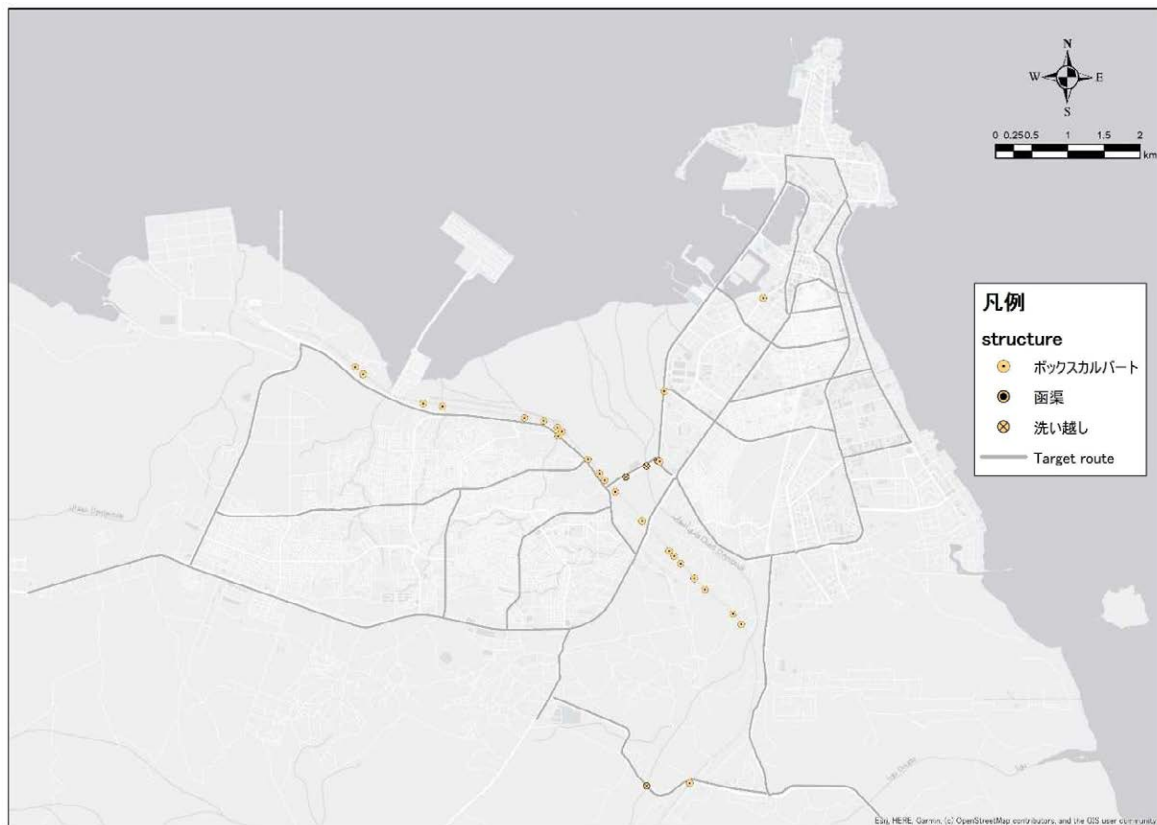 N
W E
S
0 0.25 0.5 1 1.5 2
km
凡例
structure
ボックスカルバート
函渠
洗い越し
Target route
Esri, HERE, Garmin, (c) OpenStreetMap contributors, and the GIS user community